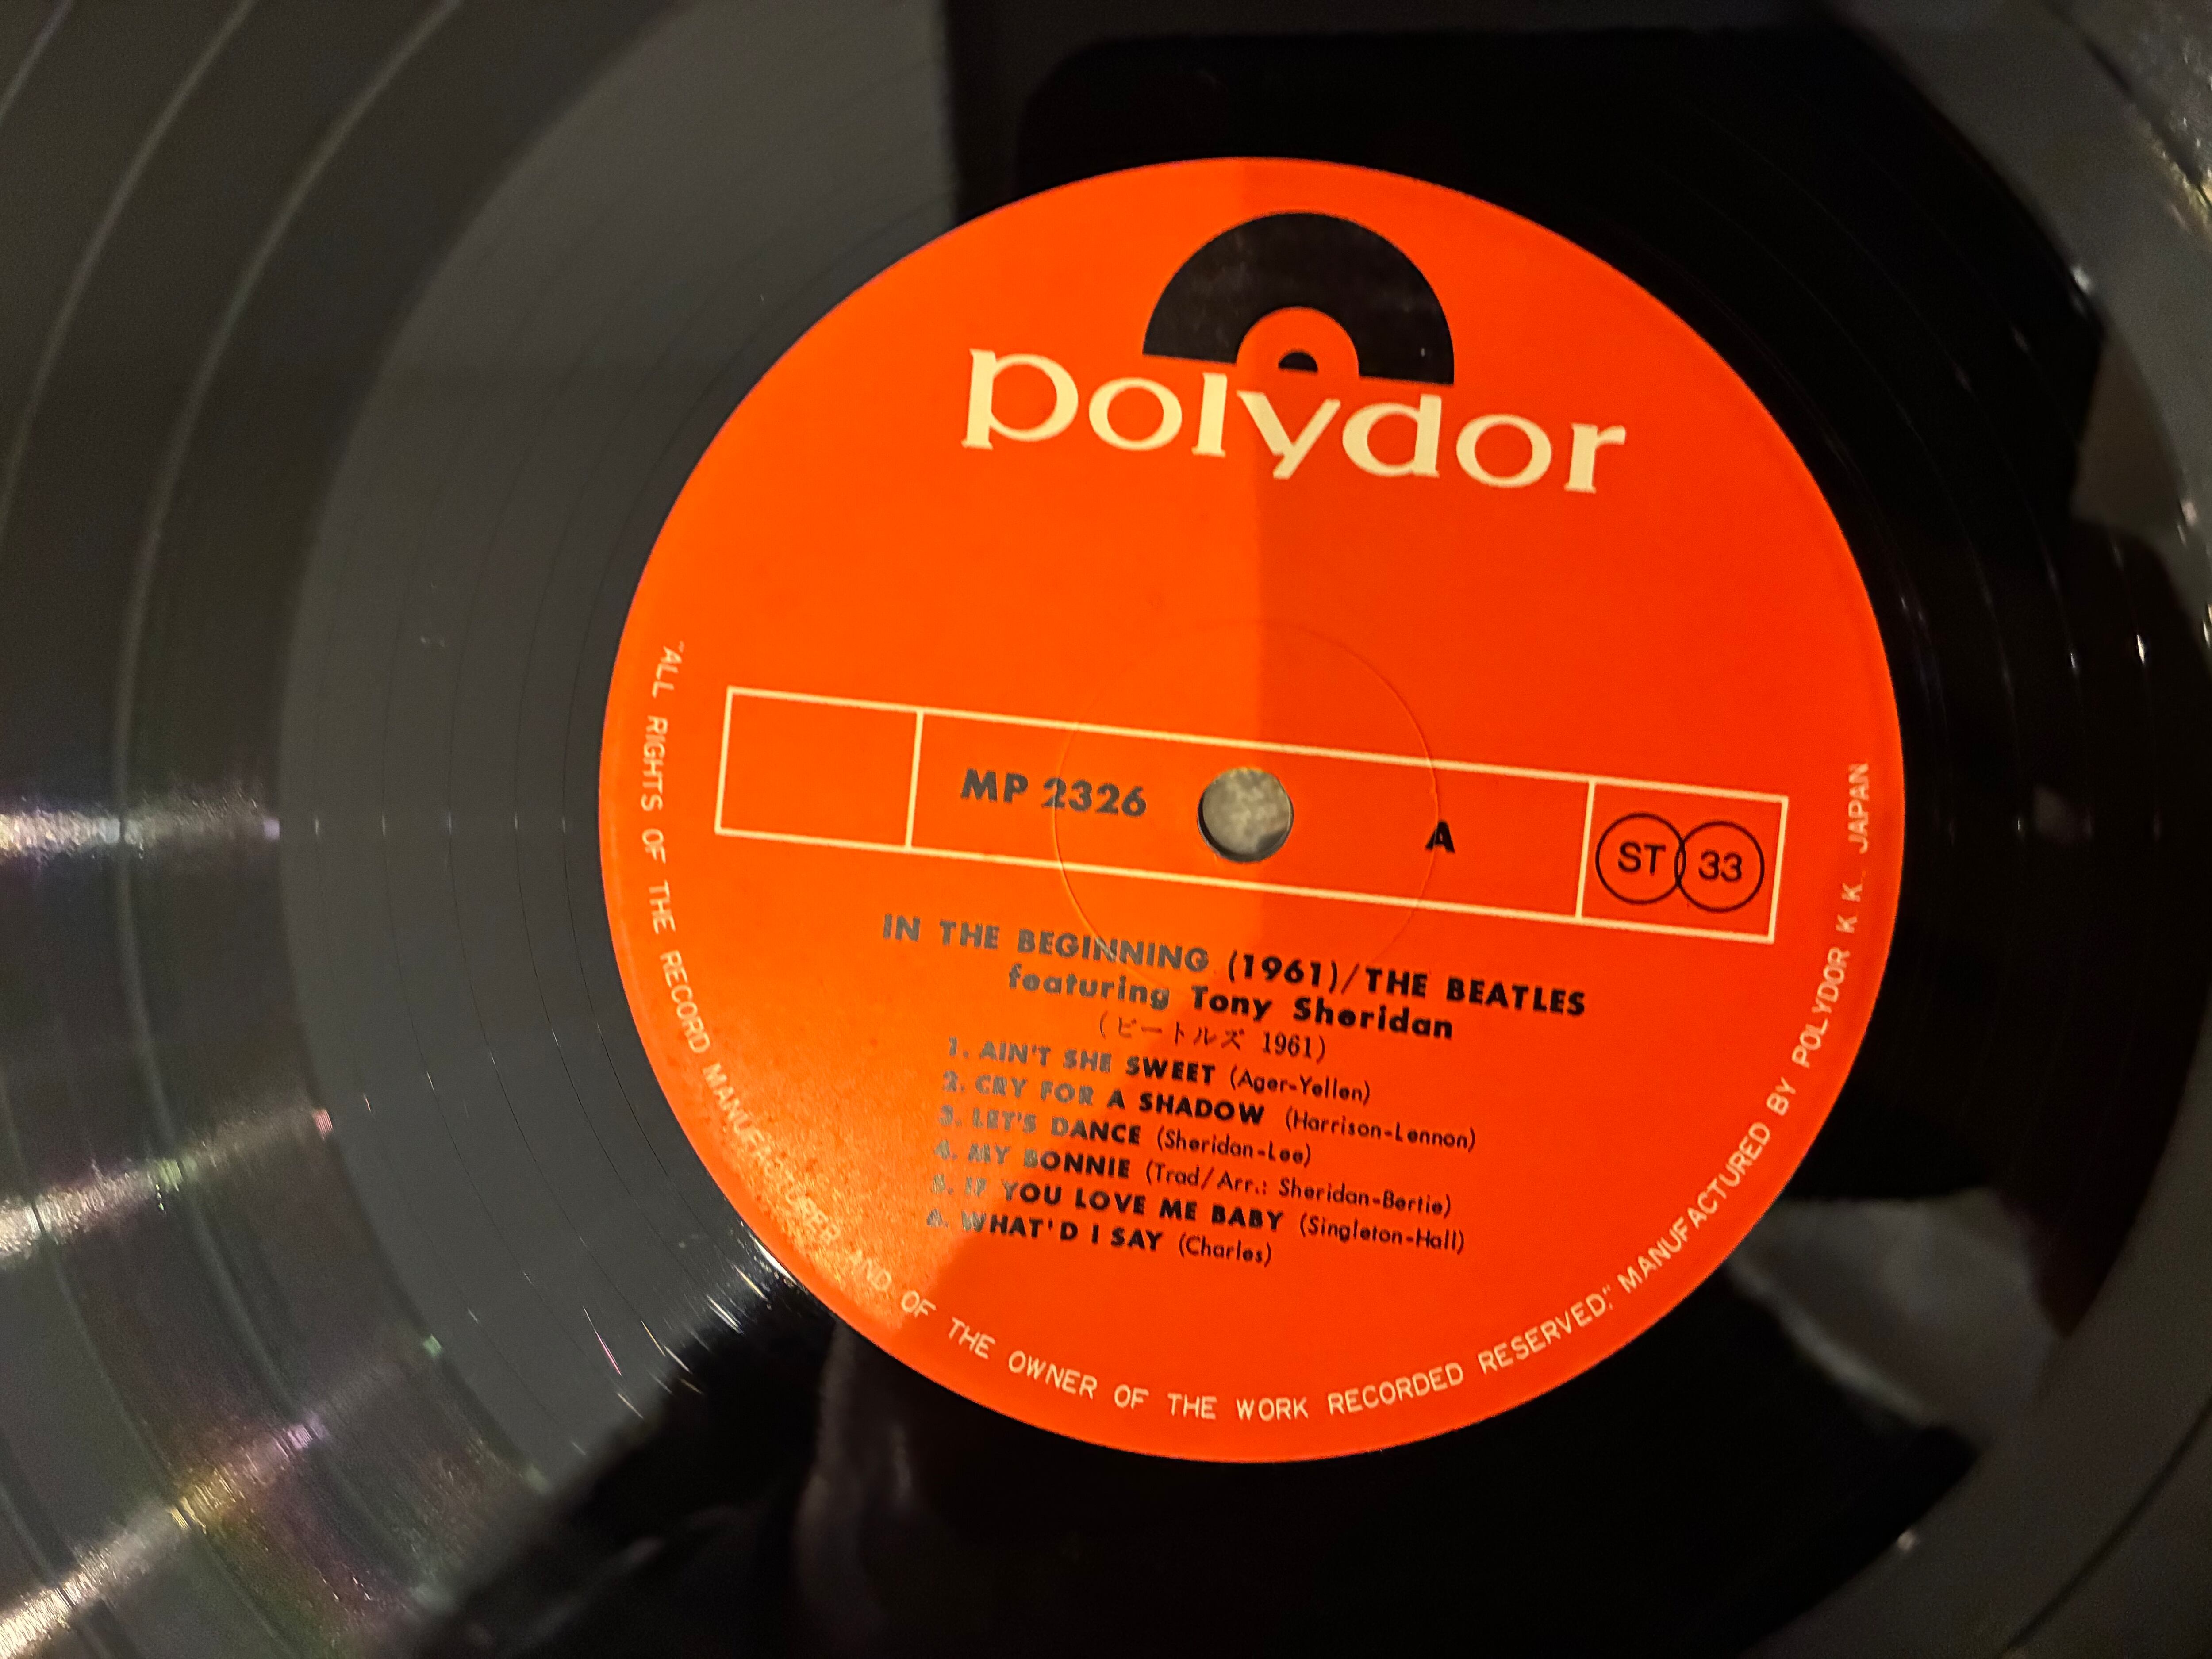 polydor
MP 2326
A
ST 33
IN THE BEGINNING (1961)/THE BEATLES
featuring Tony Sheridan
(ビートルズ 1961)
1. AIN'T SHE SWEET (Ager-Yellen)
2. CRY FOR A SHADOW (Harrison-Lennon)
3. LET'S DANCE (Sheridan-Lee)
4. MY BONNIE (Trad/Arr.: Sheridan-Bertie)
5. IF YOU LOVE ME BABY (Singleton-Hall)
6. WHAT'D I SAY (Charles)
"ALL RIGHTS OF THE RECORD MANUFACTURER AND OF THE OWNER OF THE WORK RECORDED RESERVED." MANUFACTURED BY POLYDOR K K. JAPAN